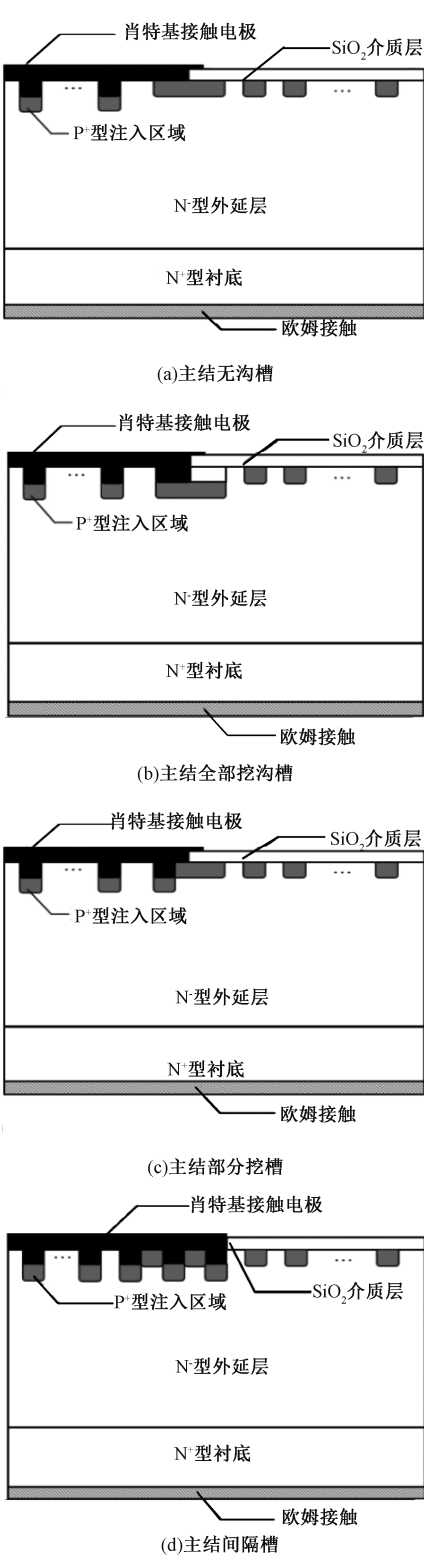 肖特基接触电极
SiO2介质层
···
···
P+型注入区域
N-型外延层
N+型衬底
欧姆接触
(a)主结无沟槽
肖特基接触电极
SiO2介质层
···
···
P+型注入区域
N-型外延层
N+型衬底
欧姆接触
(b)主结全部挖沟槽
肖特基接触电极
SiO2介质层
···
···
P+型注入区域
N-型外延层
N+型衬底
欧姆接触
(c)主结部分挖槽
肖特基接触电极
···
···
SiO2介质层
P+型注入区域
N-型外延层
N+型衬底
欧姆接触
(d)主结间隔槽